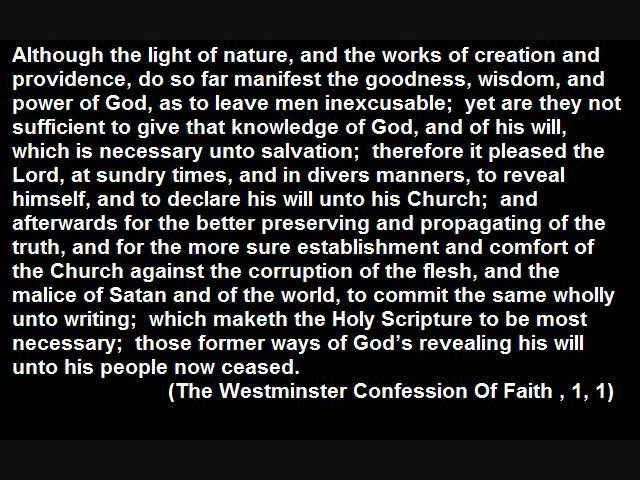 Although the light of nature, and the works of creation and
providence, do so far manifest the goodness, wisdom, and
power of God, as to leave men inexcusable;  yet are they not
sufficient to give that knowledge of God, and of his will,
which is necessary unto salvation;  therefore it pleased the
Lord, at sundry times, and in divers manners, to reveal
himself, and to declare his will unto his Church;  and
afterwards for the better preserving and propagating of the
truth, and for the more sure establishment and comfort of
the Church against the corruption of the flesh, and the
malice of Satan and of the world, to commit the same wholly
unto writing;  which maketh the Holy Scripture to be most
necessary;  those former ways of God’s revealing his will
unto his people now ceased.
(The Westminster Confession Of Faith , 1, 1)